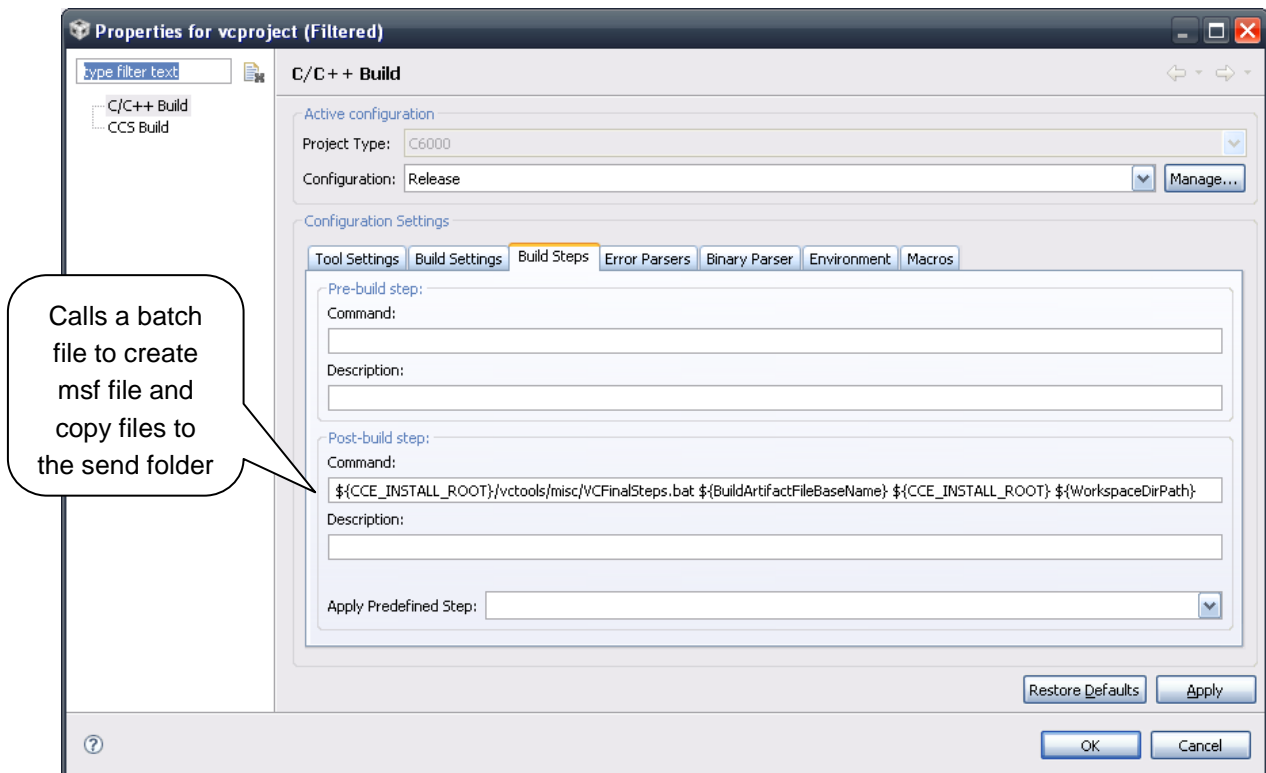 Properties for vcproject (Filtered)
type filter text
C/C++ Build
CCS Build
C/C++ Build
Active configuration
Project Type: C6000
Configuration: Release Manage...
Configuration Settings
Tool Settings Build Settings Build Steps Error Parsers Binary Parser Environment Macros
Pre-build step:
Command:
Description:
Post-build step:
Command:
${CCE_INSTALL_ROOT}/vctools/misc/VCFinalSteps.bat ${BuildArtifactFileBaseName} ${CCE_INSTALL_ROOT} ${WorkspaceDirPath}
Description:
Apply Predefined Step:
Restore Defaults Apply
? OK Cancel
Calls a batch
file to create
msf file and
copy files to
the send folder